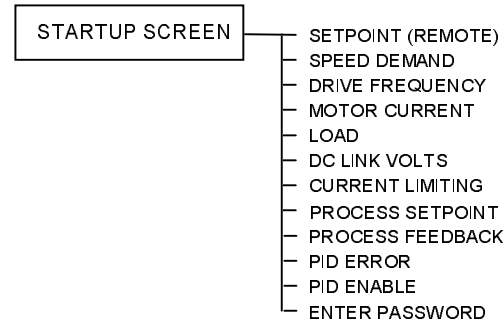 STARTUP SCREEN
SETPOINT (REMOTE)
SPEED DEMAND
DRIVE FREQUENCY
MOTOR CURRENT
LOAD
DC LINK VOLTS
CURRENT LIMITING
PROCESS SETPOINT
PROCESS FEEDBACK
PID ERROR
PID ENABLE
ENTER PASSWORD